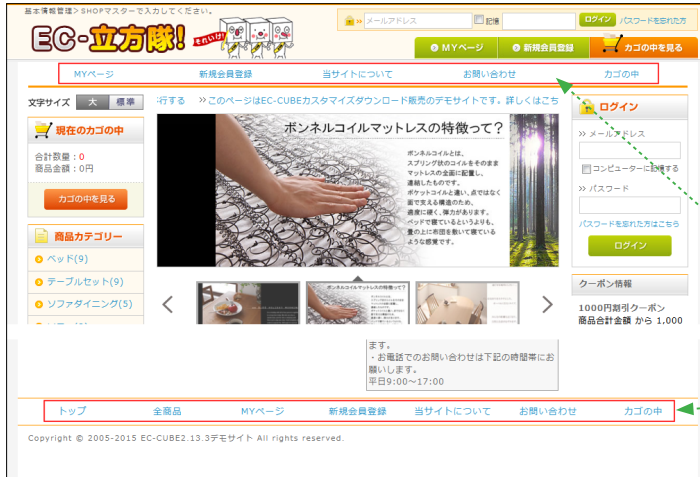 基本情報管理>SHOPマスターで入力してください。
EC-立方隊! それいけ!
メールアドレス 記憶 ログイン パスワードを忘れた方
MYページ 新規会員登録 カゴの中を見る
MYページ 新規会員登録 当サイトについて お問い合わせ カゴの中
文字サイズ 大 標準
行する >>このページはEC-CUBEカスタマイズダウンロード販売のデモサイトです。詳しくはこち
現在のカゴの中
合計数量:0
商品金額:0円
カゴの中を見る
商品カテゴリー
ベッド(9)
テーブルセット(9)
ソファダイニング(5)
ボンネルコイルマットレスの特徴って?
ボンネルコイルとは、
スプリング状のコイルをそのまま
マットレスの全面に配置し、
連結したものです。
ポケットコイルと違い、点ではなく
面で支える構造のため、
適度に硬く、弾力があります。
ベッドで寝ているというよりも、
畳の上に布団を敷いて寝ている
ような感覚です。
ボンネルコイルマットレスの特徴って?
ログイン
>> メールアドレス
コンピューターに記憶する
>> パスワード
パスワードを忘れた方はこちら
ログイン
クーポン情報
1000円割引クーポン
商品合計金額 から 1,000
ます。
・お電話でのお問い合わせは下記の時間帯にお
願いします。
平日9:00~17:00
トップ 全商品 MYページ 新規会員登録 当サイトについて お問い合わせ カゴの中
Copyright © 2005-2015 EC-CUBE2.13.3デモサイト All rights reserved.